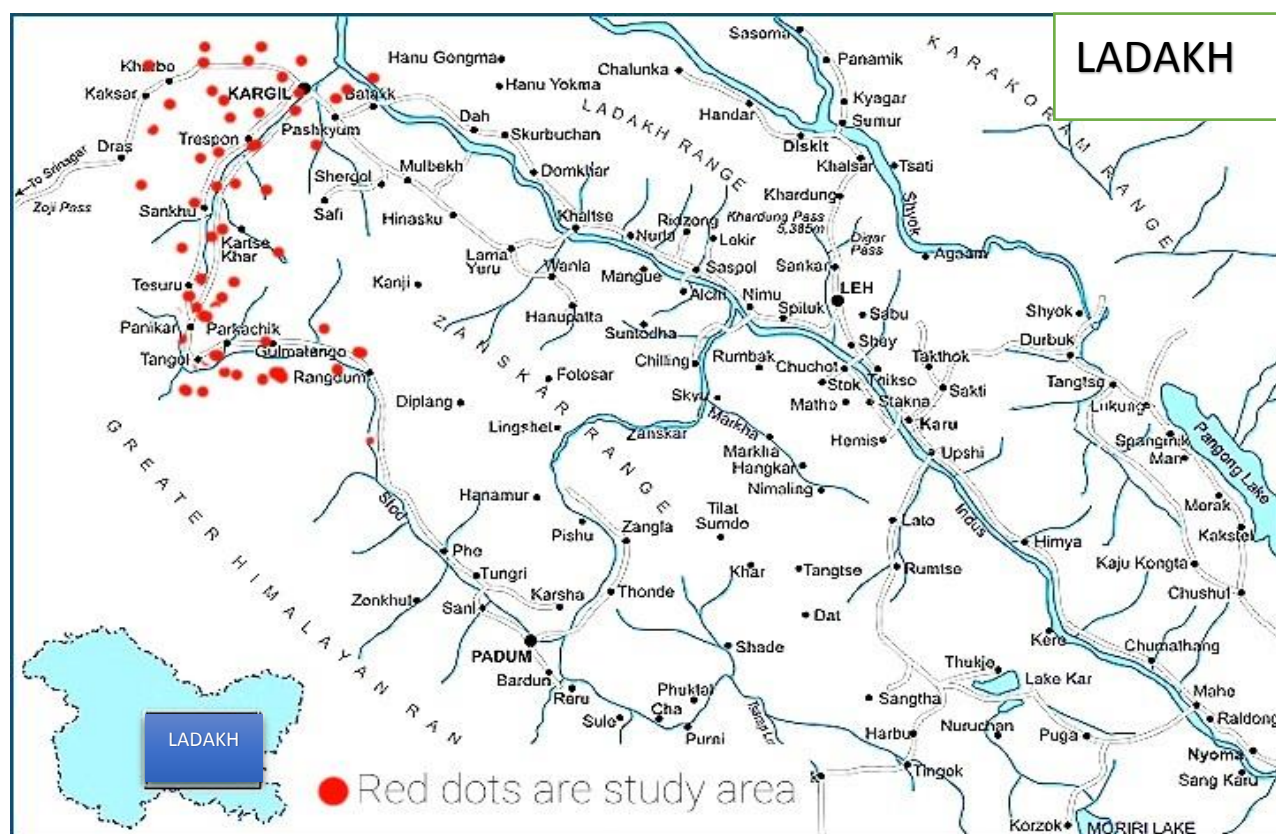 LADAKH
Sasoma
Panamik
KARAKORAM RANGE
Hanu Gongma
Chalunka
Kharbo
Kaksar
KARGIL
Batalik
Hanu Yokma
LADAKH RANGE
Handar
Kyagar
Sumur
Pashkyum
Dah
Skurbuchan
Trespon
Diskit
Khalsar
Tsati
Dras
Mulbekh
Domkhar
Shergol
To Srinagar
Zoji Pass
Safi
Khardung
Shyok
Sankhu
Hinasku
Khaltse
Ridzong
Khardung Pass
5,385m
Nurla
Lekir
Digar
Pass
Kartse
Khar
Lama
Yuru
Wanla
Mangue
Saspol
Sankar
Agaam
Tesuru
Kanji
Alchi
Nimu
LEH
Hanupatta
Spituk
Sabu
Shyok
Panikar
Parkachik
ZIANSKAR RANGE
Sumtodha
Tangol
Gulmatango
Chilling
Rumbak
Shey
Takthok
Durbuk
Rangdum
Fotosar
Chuchot
Stok
Thikse
Sakti
Tangtse
Diplang
Skyu
Matho
Stakna
Lukung
Markha
Karu
Lingshet
Zanskar
Hemis
Spangmik
Man
Pangong Lake
Markha
Hangkar
Upshi
GREATER HIMALAYAN RAN
Nimaling
Hanamur
Merak
Stod
Tilat
Sumdo
Lato
Indus
Kakstet
Pishu
Zangla
Himya
Phe
Khar
Tangtse
Rumtse
Kaju Kongta
Tungri
Zonkhul
Sani
Karsha
Thonde
Chushul
Dat
Kere
PADUM
Shade
Chumathang
Bardun
Thukje
Lake Kar
Raru
Phuktal
Cha
Sangtha
Mahe
Sule
Tsarap
Nuruchan
Raldong
Purni
Harbu
Puga
LADAKH
Nyoma
Tingok
Sang Karu
Red dots are study area
Korzok
MORIRI LAKE